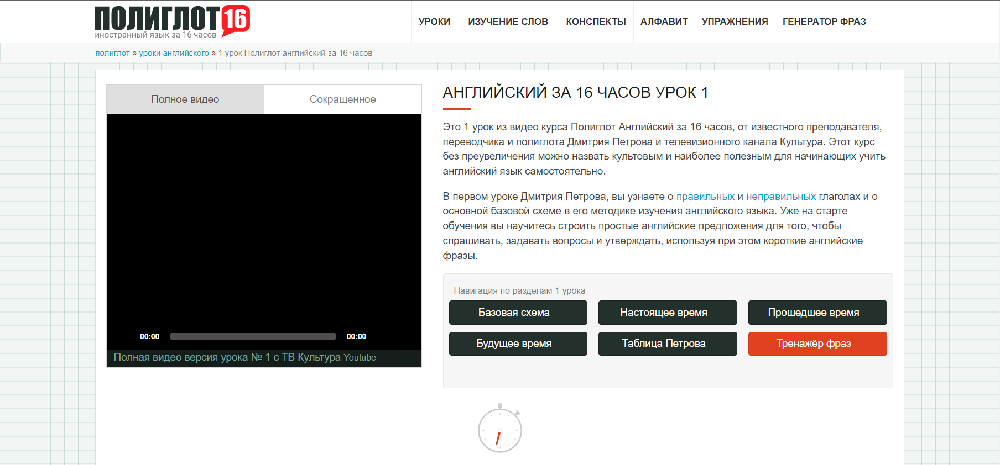 ПОЛИГЛОТ 16
иностранный язык за 16 часов
УРОКИ
ИЗУЧЕНИЕ СЛОВ
КОНСПЕКТЫ
АЛФАВИТ
УПРАЖНЕНИЯ
ГЕНЕРАТОР ФРАЗ
полиглот » уроки английского » 1 урок Полиглот английский за 16 часов
Полное видео
Сокращенное
00:00
00:00
Полная видео версия урока № 1 с ТВ Культура Youtube
АНГЛИЙСКИЙ ЗА 16 ЧАСОВ УРОК 1
Это 1 урок из видео курса Полиглот Английский за 16 часов, от известного преподавателя,
переводчика и полиглота Дмитрия Петрова и телевизионного канала Культура. Этот курс
без преувеличения можно назвать культовым и наиболее полезным для начинающих учить
английский язык самостоятельно.
В первом уроке Дмитрия Петрова, вы узнаете о правильных и неправильных глаголах и о
основной базовой схеме в его методике изучения английского языка. Уже на старте
обучения вы научитесь строить простые английские предложения для того, чтобы
спрашивать, задавать вопросы и утверждать, используя при этом короткие английские
фразы.
Навигация по разделам 1 урока
Базовая схема
Настоящее время
Прошедшее время
Будущее время
Таблица Петрова
Тренажёр фраз